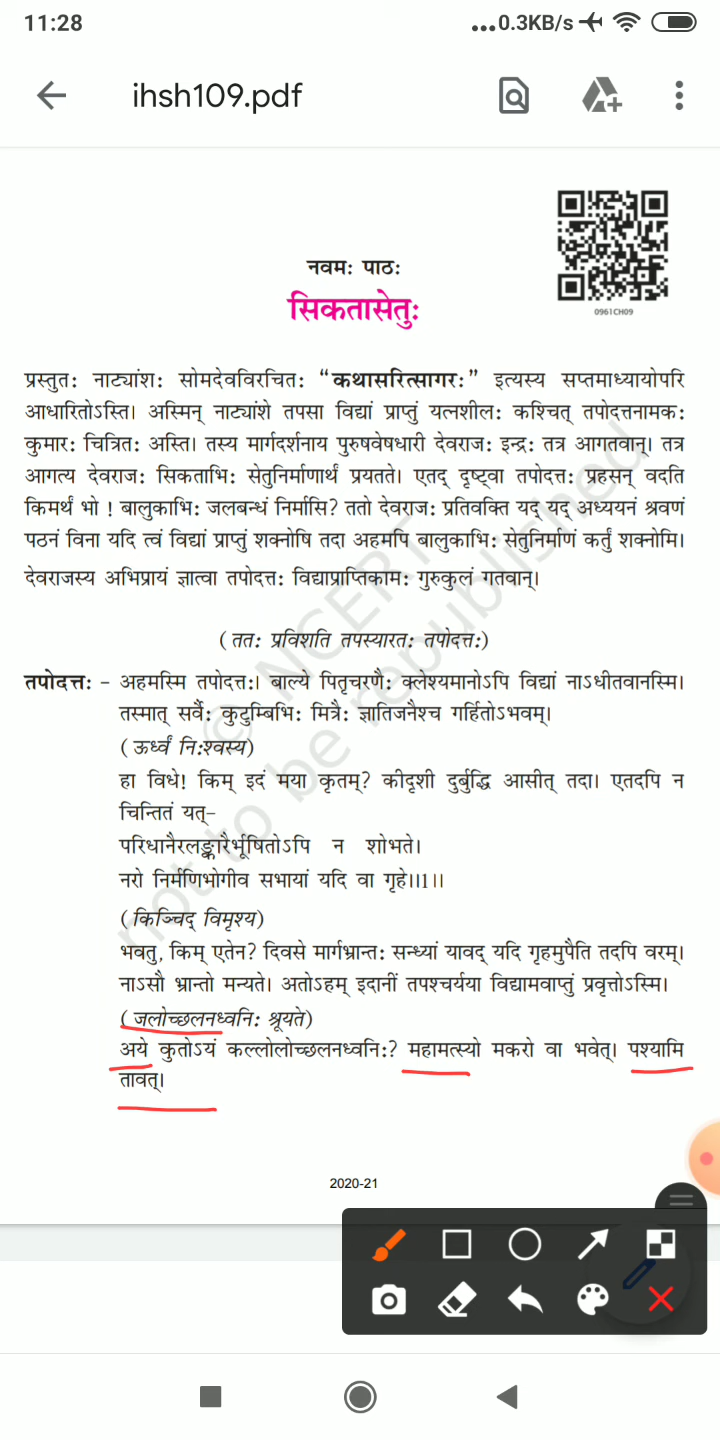 11:28
...0.3KB/s
ihsh109.pdf
नवमः पाठः
सिकतासेतुः
0961CH09
प्रस्तुतः नाट्यांशः सोमदेवविरचितः “कथासरित्सागरः” इत्यस्य सप्तमाध्यायोपरि
आधारितोऽस्ति। अस्मिन् नाट्यांशे तपसा विद्यां प्राप्तुं यत्नशीलः कश्चित् तपोदत्तनामकः
कुमारः चित्रितः अस्ति। तस्य मार्गदर्शनाय पुरुषवेषधारी देवराजः इन्द्रः तत्र आगतवान्। तत्र
आगत्य देवराजः सिकताभिः सेतुनिर्माणार्थं प्रयतते। एतद् दृष्ट्वा तपोदत्तः प्रहसन् वदति
किमर्थं भो ! बालुकाभिः जलबन्धं निर्मासि? ततो देवराजः प्रतिवक्ति यद् यद् अध्ययनं श्रवणं
पठनं विना यदि त्वं विद्यां प्राप्तुं शक्नोषि तदा अहमपि बालुकाभिः सेतुनिर्माणं कर्तुं शक्नोमि।
देवराजस्य अभिप्रायं ज्ञात्वा तपोदत्तः विद्याप्राप्तिकामः गुरुकुलं गतवान्।
(ततः प्रविशति तपस्यारतः तपोदत्तः)
तपोदत्तः - अहमस्मि तपोदत्तः। बाल्ये पितृचरणैः क्लेश्यमानोऽपि विद्यां नाऽधीतवानस्मि।
तस्मात् सर्वैः कुटुम्बिभिः मित्रैः ज्ञातिजनैश्च गर्हितोऽभवम्।
(ऊर्ध्वं निःश्वस्य)
हा विधे! किम् इदं मया कृतम्? कीदृशी दुर्बुद्धि आसीत् तदा। एतदपि न
चिन्तितं यत्-
परिधानैरलङ्कारैर्भूषितोऽपि न शोभते।
नरो निर्मणिभोगीव सभायां यदि वा गृहे।।1।।
(किञ्चिद् विमृश्य)
भवतु, किम् एतेन? दिवसे मार्गभ्रान्तः सन्ध्यां यावद् यदि गृहमुपैति तदपि वरम्।
नाऽसौ भ्रान्तो मन्यते। अतोऽहम् इदानीं तपश्चर्यया विद्यामवाप्तुं प्रवृत्तोऽस्मि।
(जलोच्छलनध्वनिः श्रूयते)
अये कुतोऽयं कल्लोलोच्छलनध्वनिः? महामत्स्यो मकरो वा भवेत्। पश्यामि
तावत्।
© NCERT
not to be republished
2020-21